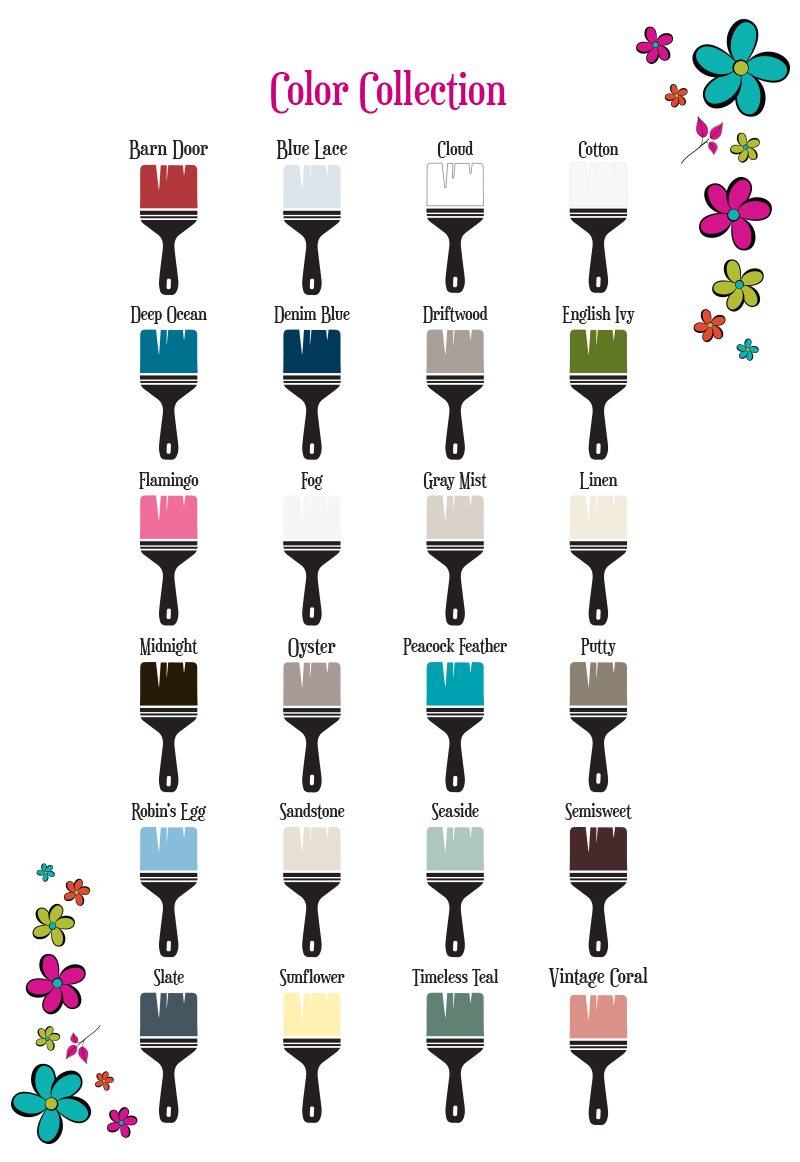 Color Collection
Barn Door
Blue Lace
Cloud
Cotton
Deep Ocean
Denim Blue
Driftwood
English Ivy
Flamingo
Fog
Gray Mist
Linen
Midnight
Oyster
Peacock Feather
Putty
Robin's Egg
Sandstone
Seaside
Semisweet
Slate
Sunflower
Timeless Teal
Vintage Coral